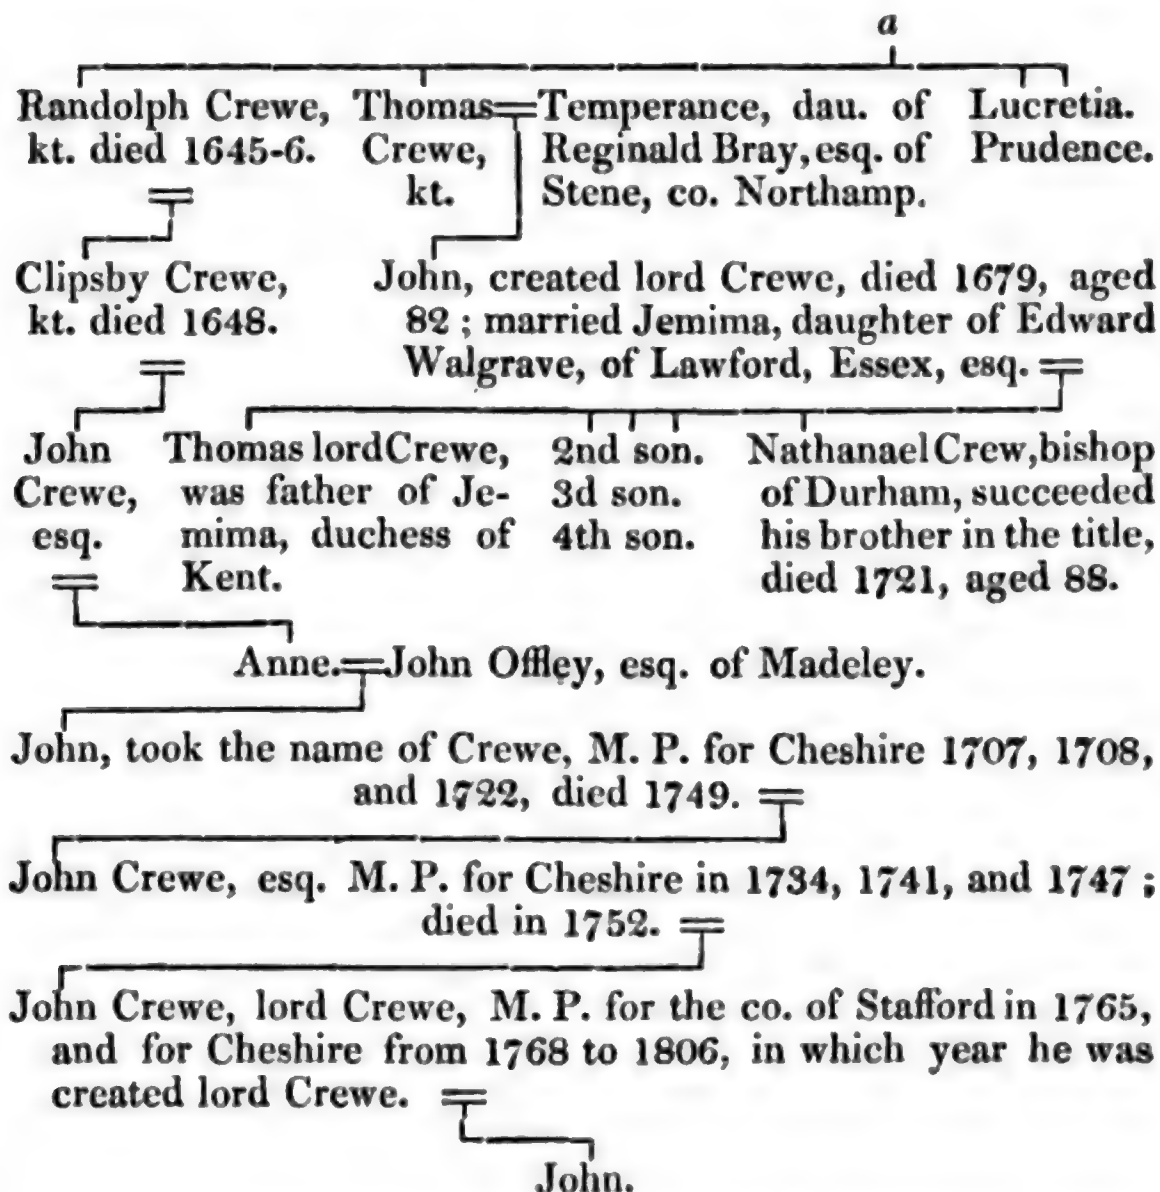 a
Randolph Crewe, Thomas=Temperance, dau. of Lucretia.
kt. died 1645-6. Crewe, Reginald Bray, esq. of Prudence.
kt. Stene, co. Northamp.
Clipsby Crewe, John, created lord Crewe, died 1679, aged
kt. died 1648. 82 ; married Jemima, daughter of Edward
Walgrave, of Lawford, Essex, esq. =
John Thomas lord Crewe, 2nd son. Nathanael Crew, bishop
Crewe, was father of Je- 3d son. of Durham, succeeded
esq. mima, duchess of 4th son. his brother in the title,
Kent. died 1721, aged 88.
Anne.=John Offley, esq. of Madeley.
John, took the name of Crewe, M. P. for Cheshire 1707, 1708,
and 1722, died 1749. =
John Crewe, esq. M. P. for Cheshire in 1734, 1741, and 1747 ;
died in 1752. =
John Crewe, lord Crewe, M. P. for the co. of Stafford in 1765,
and for Cheshire from 1768 to 1806, in which year he was
created lord Crewe. =
John.